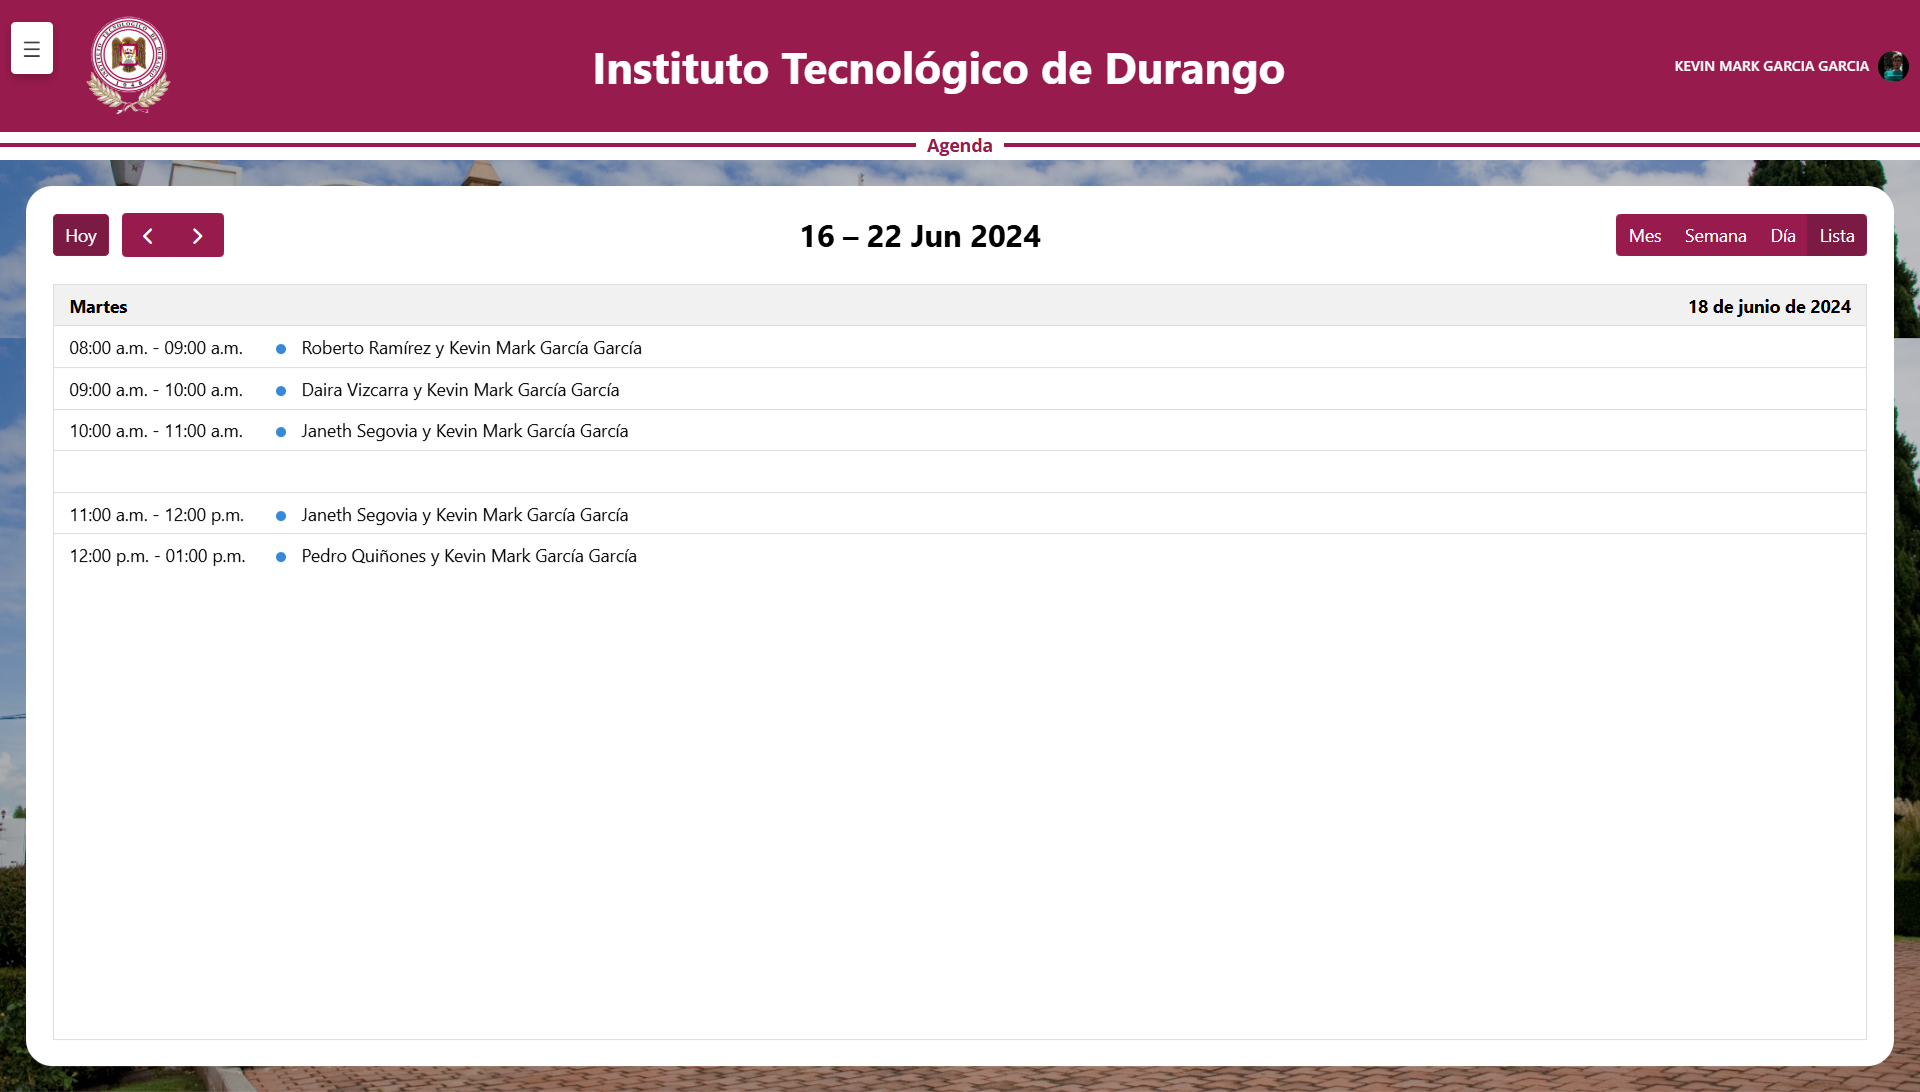 Instituto Tecnológico de Durango
KEVIN MARK GARCIA GARCIA
Agenda
Hoy
16 – 22 Jun 2024
Mes Semana Día Lista
Martes 18 de junio de 2024
08:00 a.m. - 09:00 a.m. Roberto Ramírez y Kevin Mark García García
09:00 a.m. - 10:00 a.m. Daira Vizcarra y Kevin Mark García García
10:00 a.m. - 11:00 a.m. Janeth Segovia y Kevin Mark García García
11:00 a.m. - 12:00 p.m. Janeth Segovia y Kevin Mark García García
12:00 p.m. - 01:00 p.m. Pedro Quiñones y Kevin Mark García García